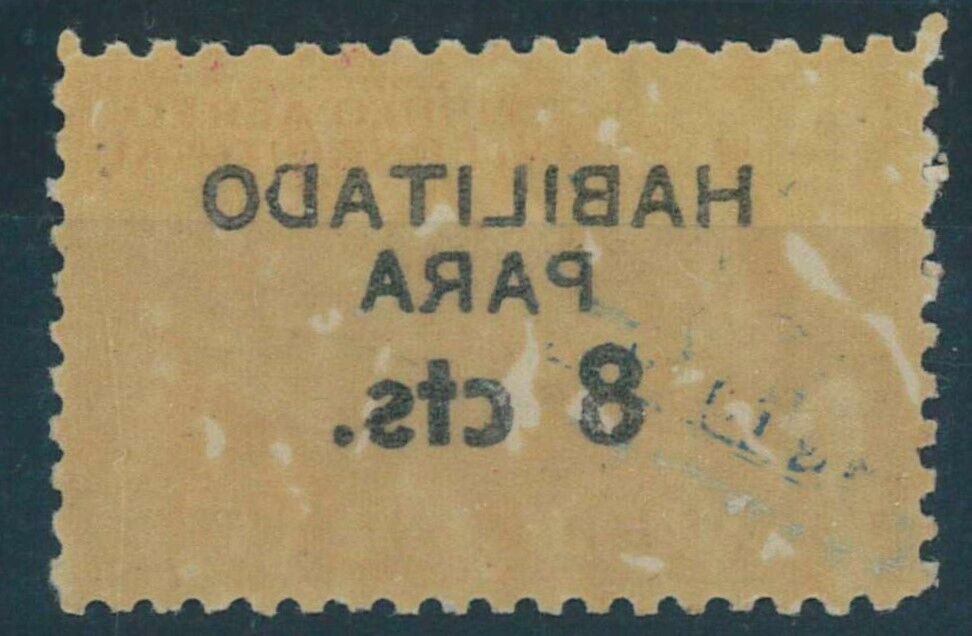 HABILITADO
PARA
8 cts.